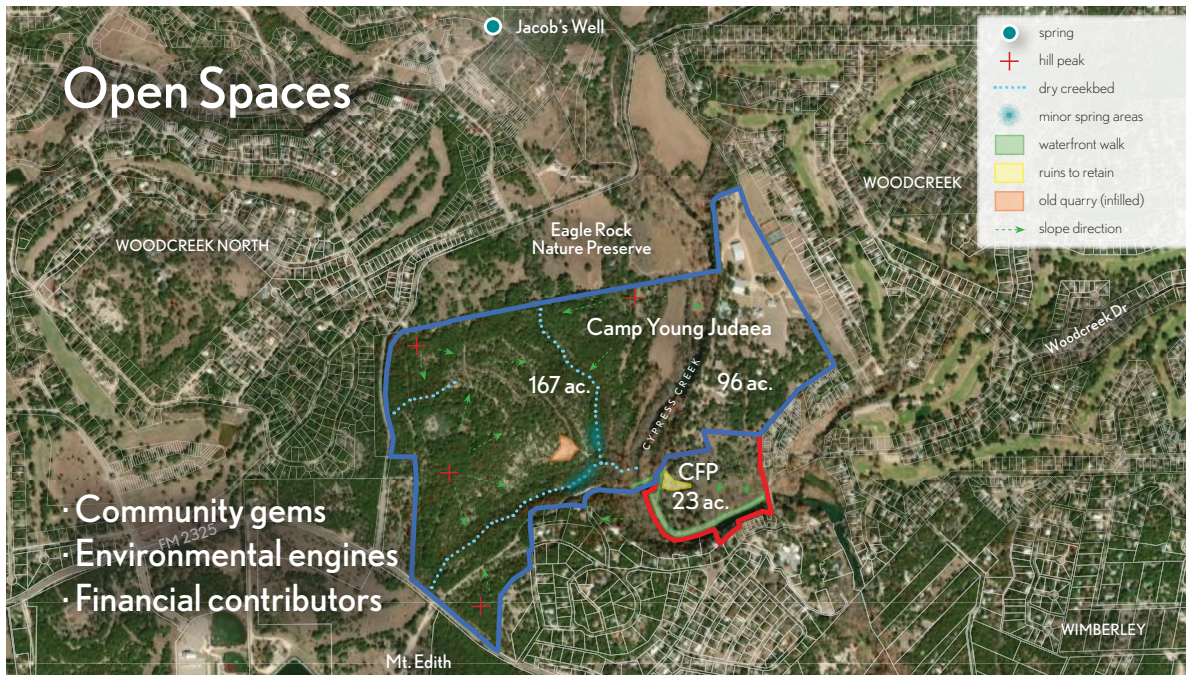 Jacob's Well
Open Spaces
spring
hill peak
dry creekbed
minor spring areas
waterfront walk
ruins to retain
old quarry (infilled)
slope direction
WOODCREEK
WOODCREEK NORTH
Eagle Rock
Nature Preserve
Camp Young Judaea
Woodcreek Dr
167 ac.
96 ac.
CYPRESS CREEK
CFP
23 ac.
· Community gems
FM 2325
· Environmental engines
· Financial contributors
WIMBERLEY
Mt. Edith